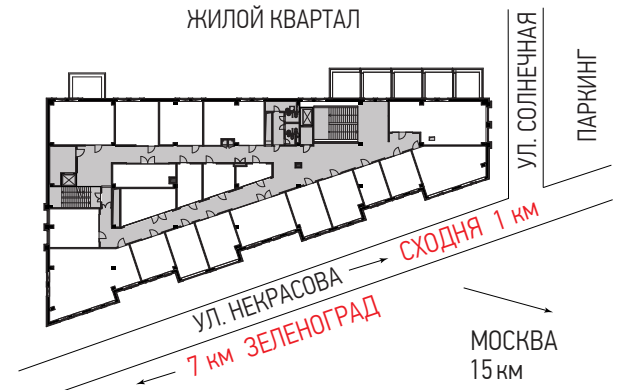 ЖИЛОЙ КВАРТАЛ
УЛ. СОЛНЕЧНАЯ
ПАРКИНГ
УЛ. НЕКРАСОВА
СХОДНЯ 1 км
7 км ЗЕЛЕНОГРАД
МОСКВА
15 км